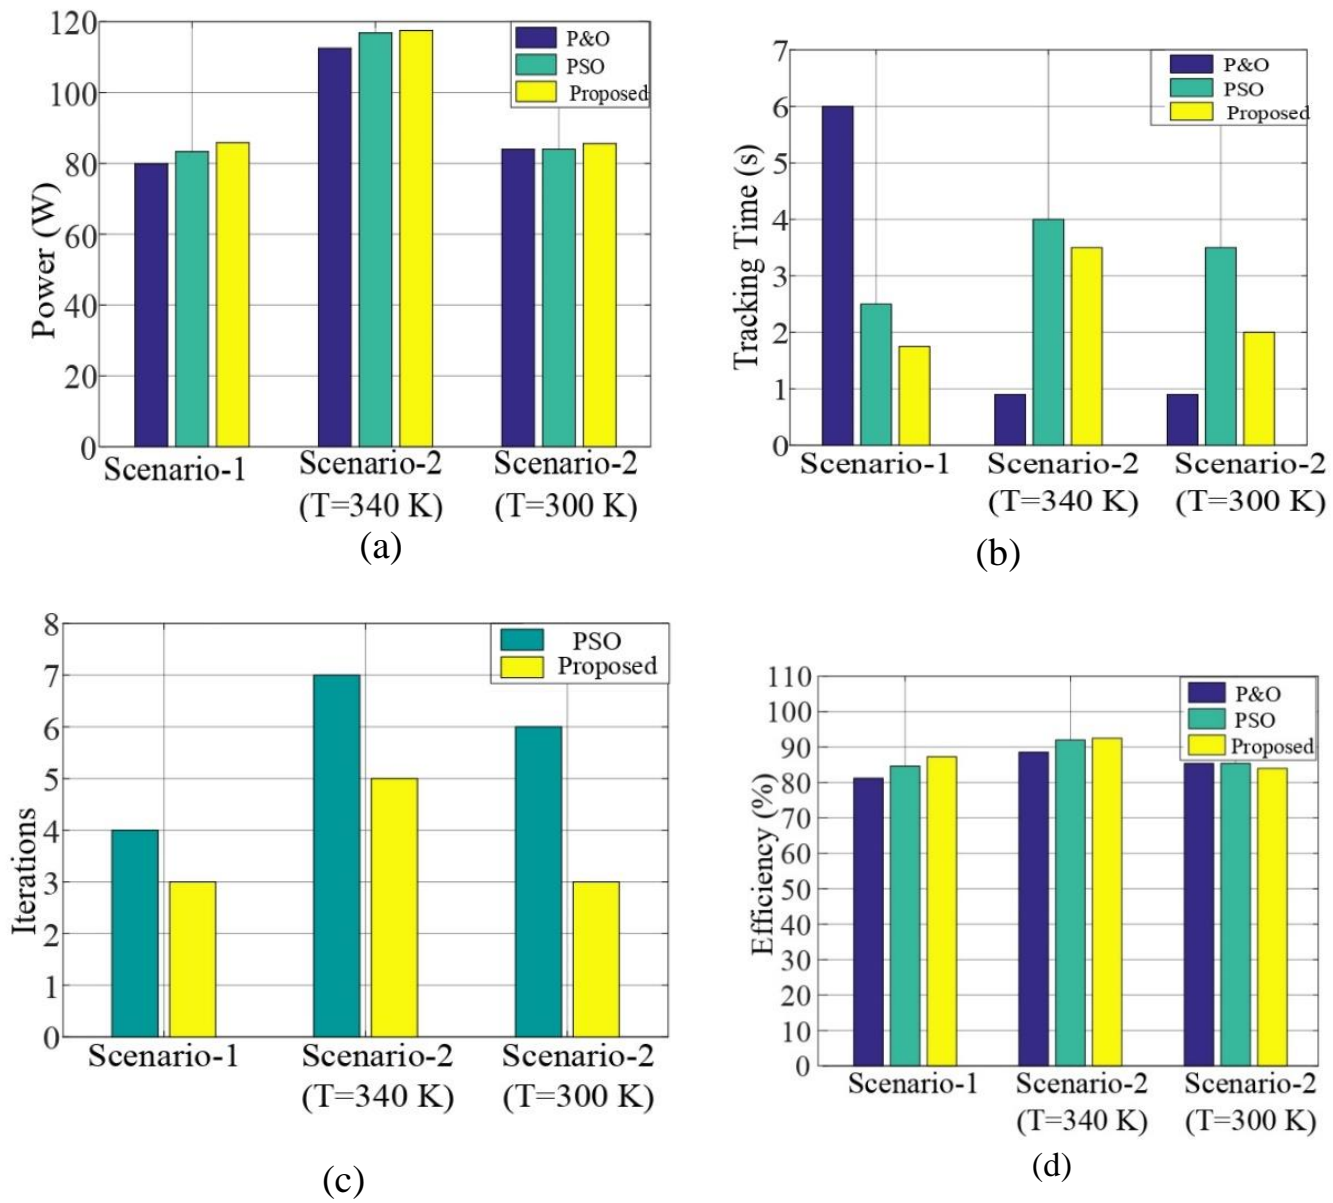 120
100
80
60
40
20
0
Power (W)
P&O
PSO
Proposed
Scenario-1
Scenario-2
(T=340 K)
Scenario-2
(T=300 K)
(a)
7
6
5
4
3
2
1
0
Tracking Time (s)
P&O
PSO
Proposed
Scenario-1
Scenario-2
(T=340 K)
Scenario-2
(T=300 K)
(b)
8
7
6
5
4
3
2
1
0
Iterations
PSO
Proposed
Scenario-1
Scenario-2
(T=340 K)
Scenario-2
(T=300 K)
(c)
110
100
90
80
70
60
50
40
30
20
10
0
Efficiency (%)
P&O
PSO
Proposed
Scenario-1
Scenario-2
(T=340 K)
Scenario-2
(T=300 K)
(d)